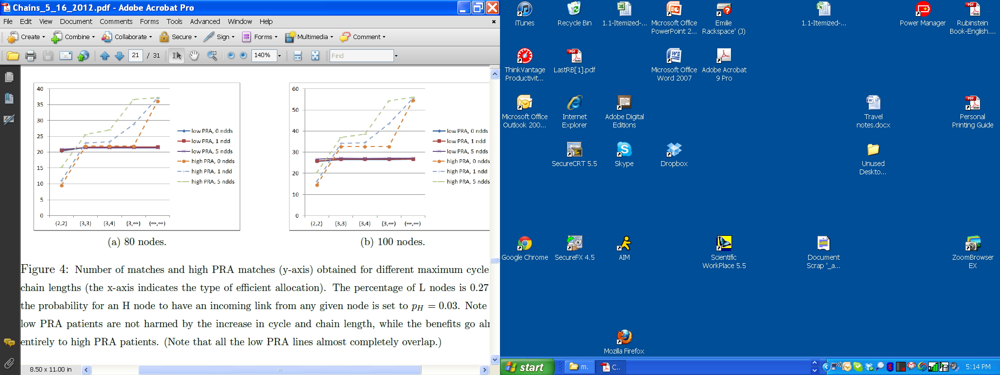 Chains_5_16_2012.pdf - Adobe Acrobat Pro
File Edit View Document Comments Forms Tools Advanced Window Help
Create Combine Collaborate Secure Sign Forms Multimedia Comment
21 / 31 140% Find
40
35
30
25
20
15
10
5
0
(2,2) (3,3) (3,4) (3,∞) (∞,∞)
low PRA, 0 ndds
low PRA, 1 ndd
low PRA, 5 ndds
high PRA, 0 ndds
high PRA, 1 ndd
high PRA, 5 ndds
(a) 80 nodes.
60
50
40
30
20
10
0
(2,2) (3,3) (3,4) (3,∞) (∞,∞)
low PRA, 0 ndds
low PRA, 1 ndd
low PRA, 5 ndds
high PRA, 0 ndds
high PRA, 1 ndd
high PRA, 5 ndds
(b) 100 nodes.
Figure 4: Number of matches and high PRA matches (y-axis) obtained for different maximum cycle
chain lengths (the x-axis indicates the type of efficient allocation). The percentage of L nodes is 0.27
the probability for an H node to have an incoming link from any given node is set to pH = 0.03. Note
low PRA patients are not harmed by the increase in cycle and chain length, while the benefits go
entirely to high PRA patients. (Note that all the low PRA lines almost completely overlap.)
8.50 x 11.00 in
iTunes
Recycle Bin
1.1-Itemized-...
Microsoft Office
PowerPoint 2...
Emilie
Rackspace' (J)
1.1-Itemized-...
Power Manager
Rubinstein
Book-English....
ThinkVantage
Productivit...
LastRB[1].pdf
Microsoft Office
Word 2007
Adobe Acrobat
9 Pro
Microsoft Office
Outlook 200...
Internet
Explorer
Adobe Digital
Editions
Travel
notes.docx
Personal
Printing Guide
SecureCRT 5.5
Skype
Dropbox
Unused
Deskto...
Google Chrome
SecureFX 4.5
AIM
Scientific
WorkPlace 5.5
Document
Scrap '_a...
ZoomBrowser
EX
Mozilla Firefox
start
m.
C..
5:14 PM